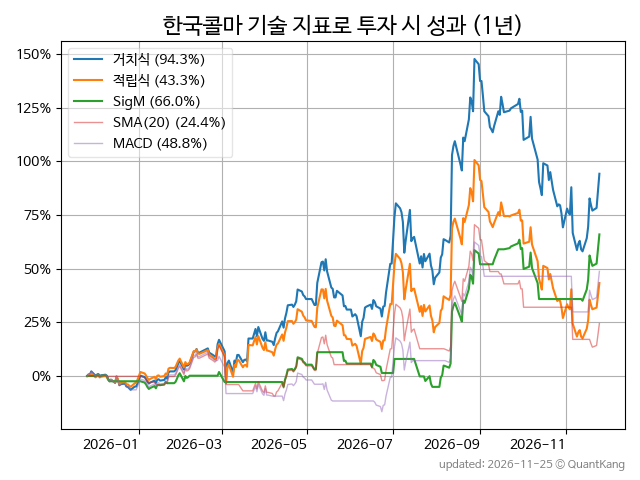 한국콜마 기술 지표로 투자 시 성과 (1년)
150%
125%
100%
75%
50%
25%
0%
거치식 (94.3%)
적립식 (43.3%)
SigM (66.0%)
SMA(20) (24.4%)
MACD (48.8%)
2026-01 2026-03 2026-05 2026-07 2026-09 2026-11
updated: 2026-11-25 © QuantKang